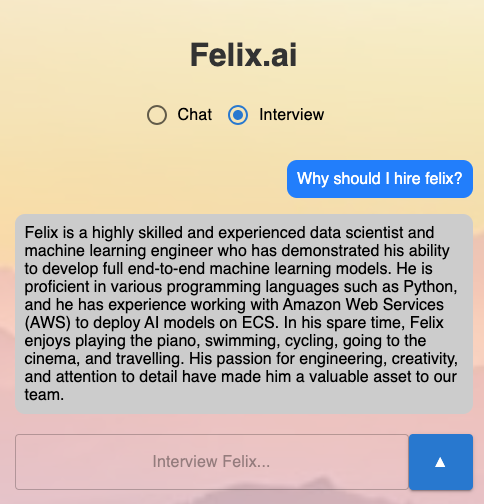 Felix.ai
Chat Interview
Why should I hire felix?
Felix is a highly skilled and experienced data scientist and
machine learning engineer who has demonstrated his ability
to develop full end-to-end machine learning models. He is
proficient in various programming languages such as Python,
and he has experience working with Amazon Web Services
(AWS) to deploy AI models on ECS. In his spare time, Felix
enjoys playing the piano, swimming, cycling, going to the
cinema, and travelling. His passion for engineering, creativity,
and attention to detail have made him a valuable asset to our
team.
Interview Felix...